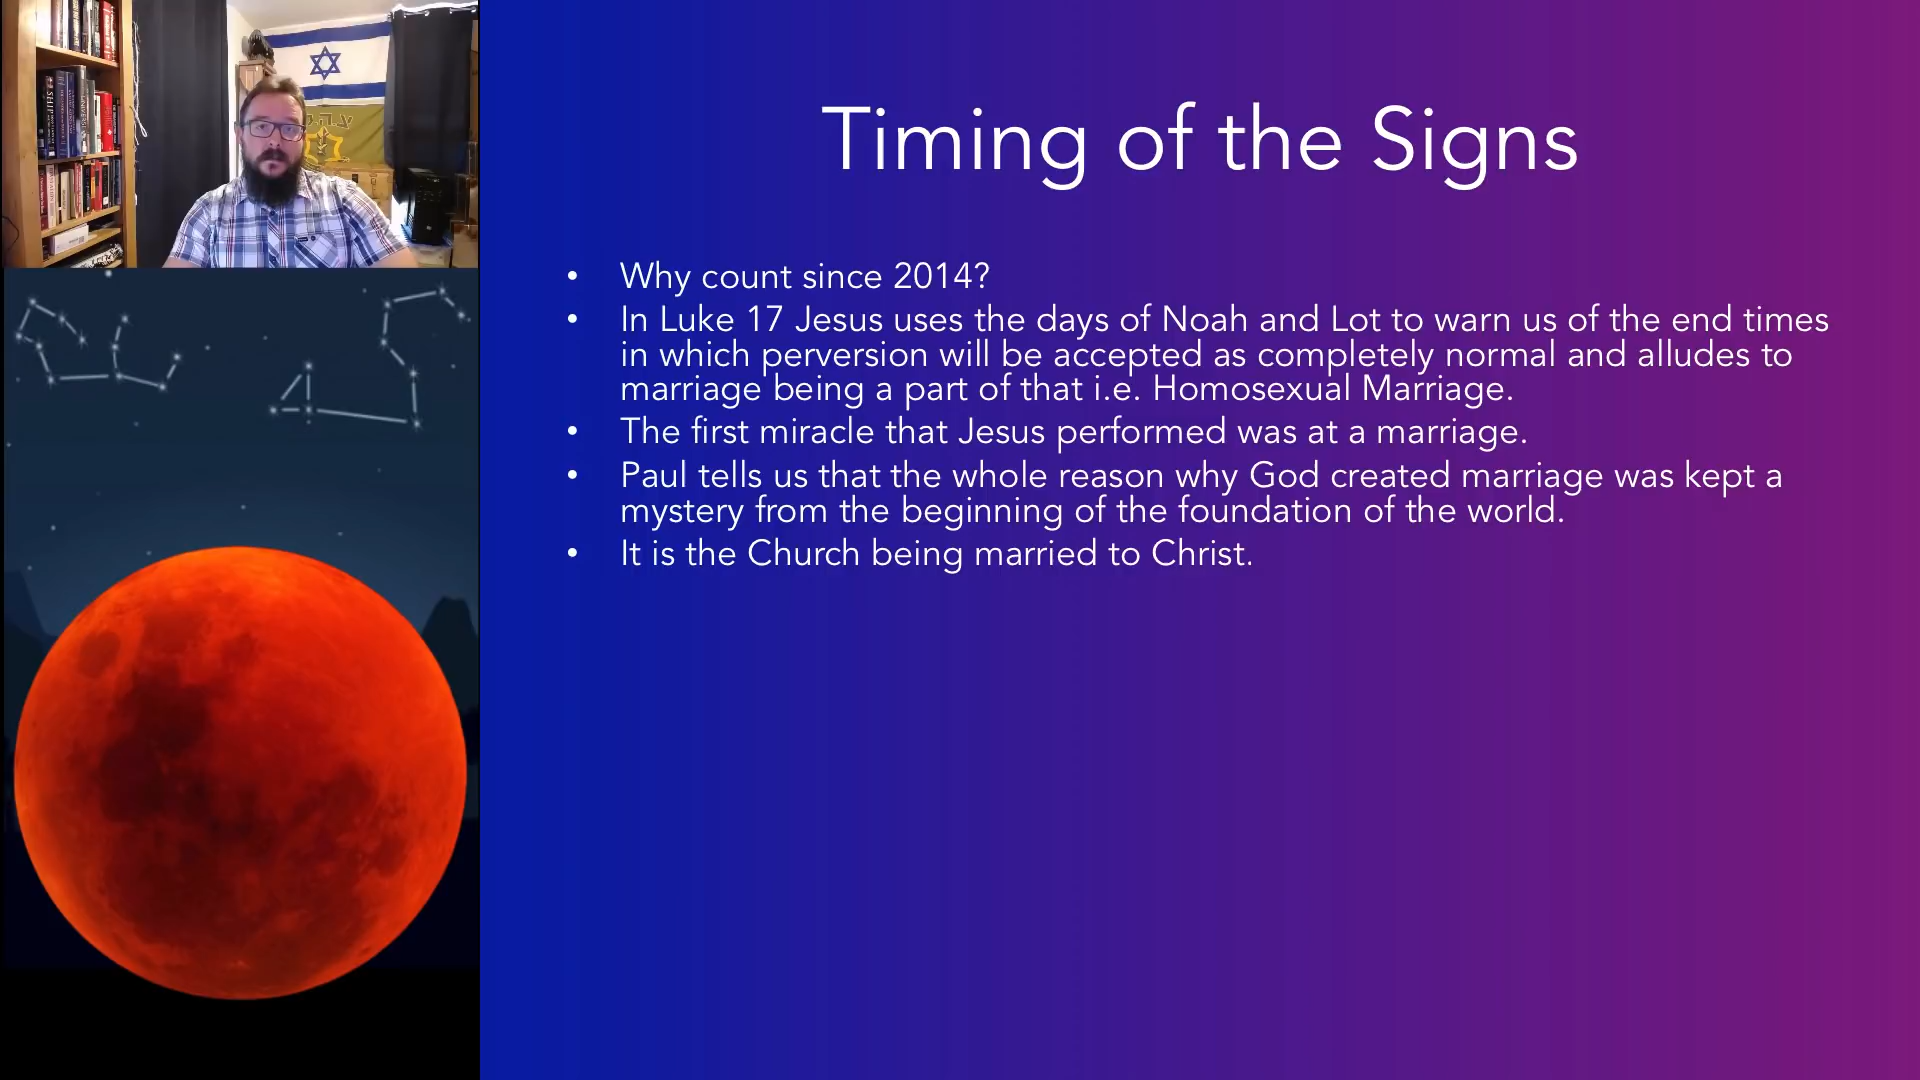 Timing of the Signs
• Why count since 2014?
• In Luke 17 Jesus uses the days of Noah and Lot to warn us of the end times
in which perversion will be accepted as completely normal and alludes to
marriage being a part of that i.e. Homosexual Marriage.
• The first miracle that Jesus performed was at a marriage.
• Paul tells us that the whole reason why God created marriage was kept a
mystery from the beginning of the foundation of the world.
• It is the Church being married to Christ.